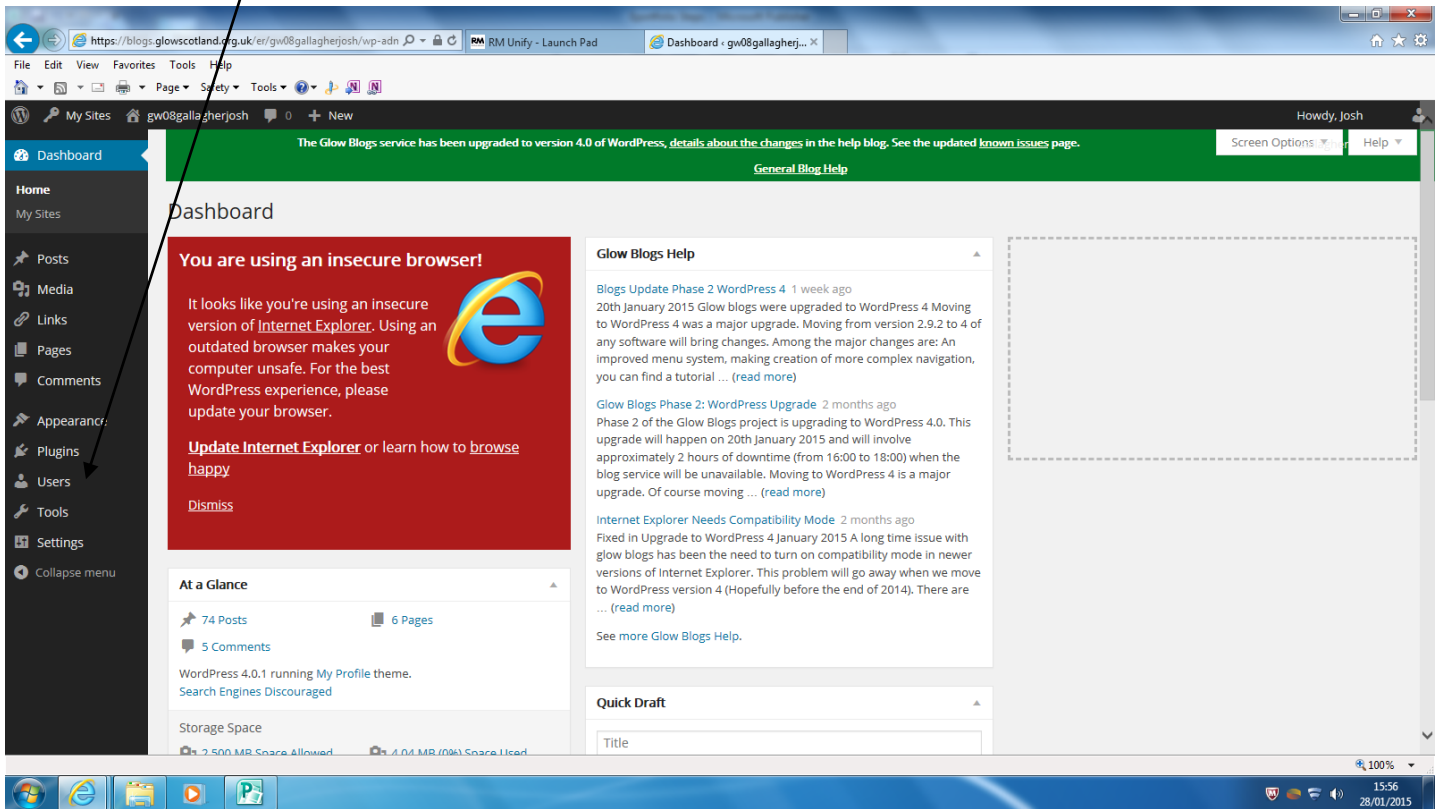 https://blogs.glowscotland.org.uk/er/gw08gallagherjosh/wp-adn
RM Unify - Launch Pad
Dashboard ‹ gw08gallagherj...
File Edit View Favorites Tools Help
Page Safety Tools
My Sites gw08gallagherjosh 0 + New Howdy, Josh
The Glow Blogs service has been upgraded to version 4.0 of WordPress, details about the changes in the help blog. See the updated known issues page.
General Blog Help
Screen Options Help
Dashboard
Home
My Sites
Posts
Media
Links
Pages
Comments
Appearance
Plugins
Users
Tools
Settings
Collapse menu
Dashboard
You are using an insecure browser!
It looks like you're using an insecure
version of Internet Explorer. Using an
outdated browser makes your
computer unsafe. For the best
WordPress experience, please
update your browser.
Update Internet Explorer or learn how to browse
happy
Dismiss
At a Glance
74 Posts 6 Pages
5 Comments
WordPress 4.0.1 running My Profile theme.
Search Engines Discouraged
Storage Space
2,500 MB Space Allowed 4.04 MB (0%) Space Used
Glow Blogs Help
Blogs Update Phase 2 WordPress 4 1 week ago
20th January 2015 Glow blogs were upgraded to WordPress 4 Moving
to WordPress 4 was a major upgrade. Moving from version 2.9.2 to 4 of
any software will bring changes. Among the major changes are: An
improved menu system, making creation of more complex navigation,
you can find a tutorial … (read more)
Glow Blogs Phase 2: WordPress Upgrade 2 months ago
Phase 2 of the Glow Blogs project is upgrading to WordPress 4.0. This
upgrade will happen on 20th January 2015 and will involve
approximately 2 hours of downtime (from 16:00 to 18:00) when the
blog service will be unavailable. Moving to WordPress 4 is a major
upgrade. Of course moving … (read more)
Internet Explorer Needs Compatibility Mode 2 months ago
Fixed in Upgrade to WordPress 4 January 2015 A long time issue with
glow blogs has been the need to turn on compatibility mode in newer
versions of Internet Explorer. This problem will go away when we move
to WordPress version 4 (Hopefully before the end of 2014). There are
… (read more)
See more Glow Blogs Help.
Quick Draft
Title
100%
15:56
28/01/2015